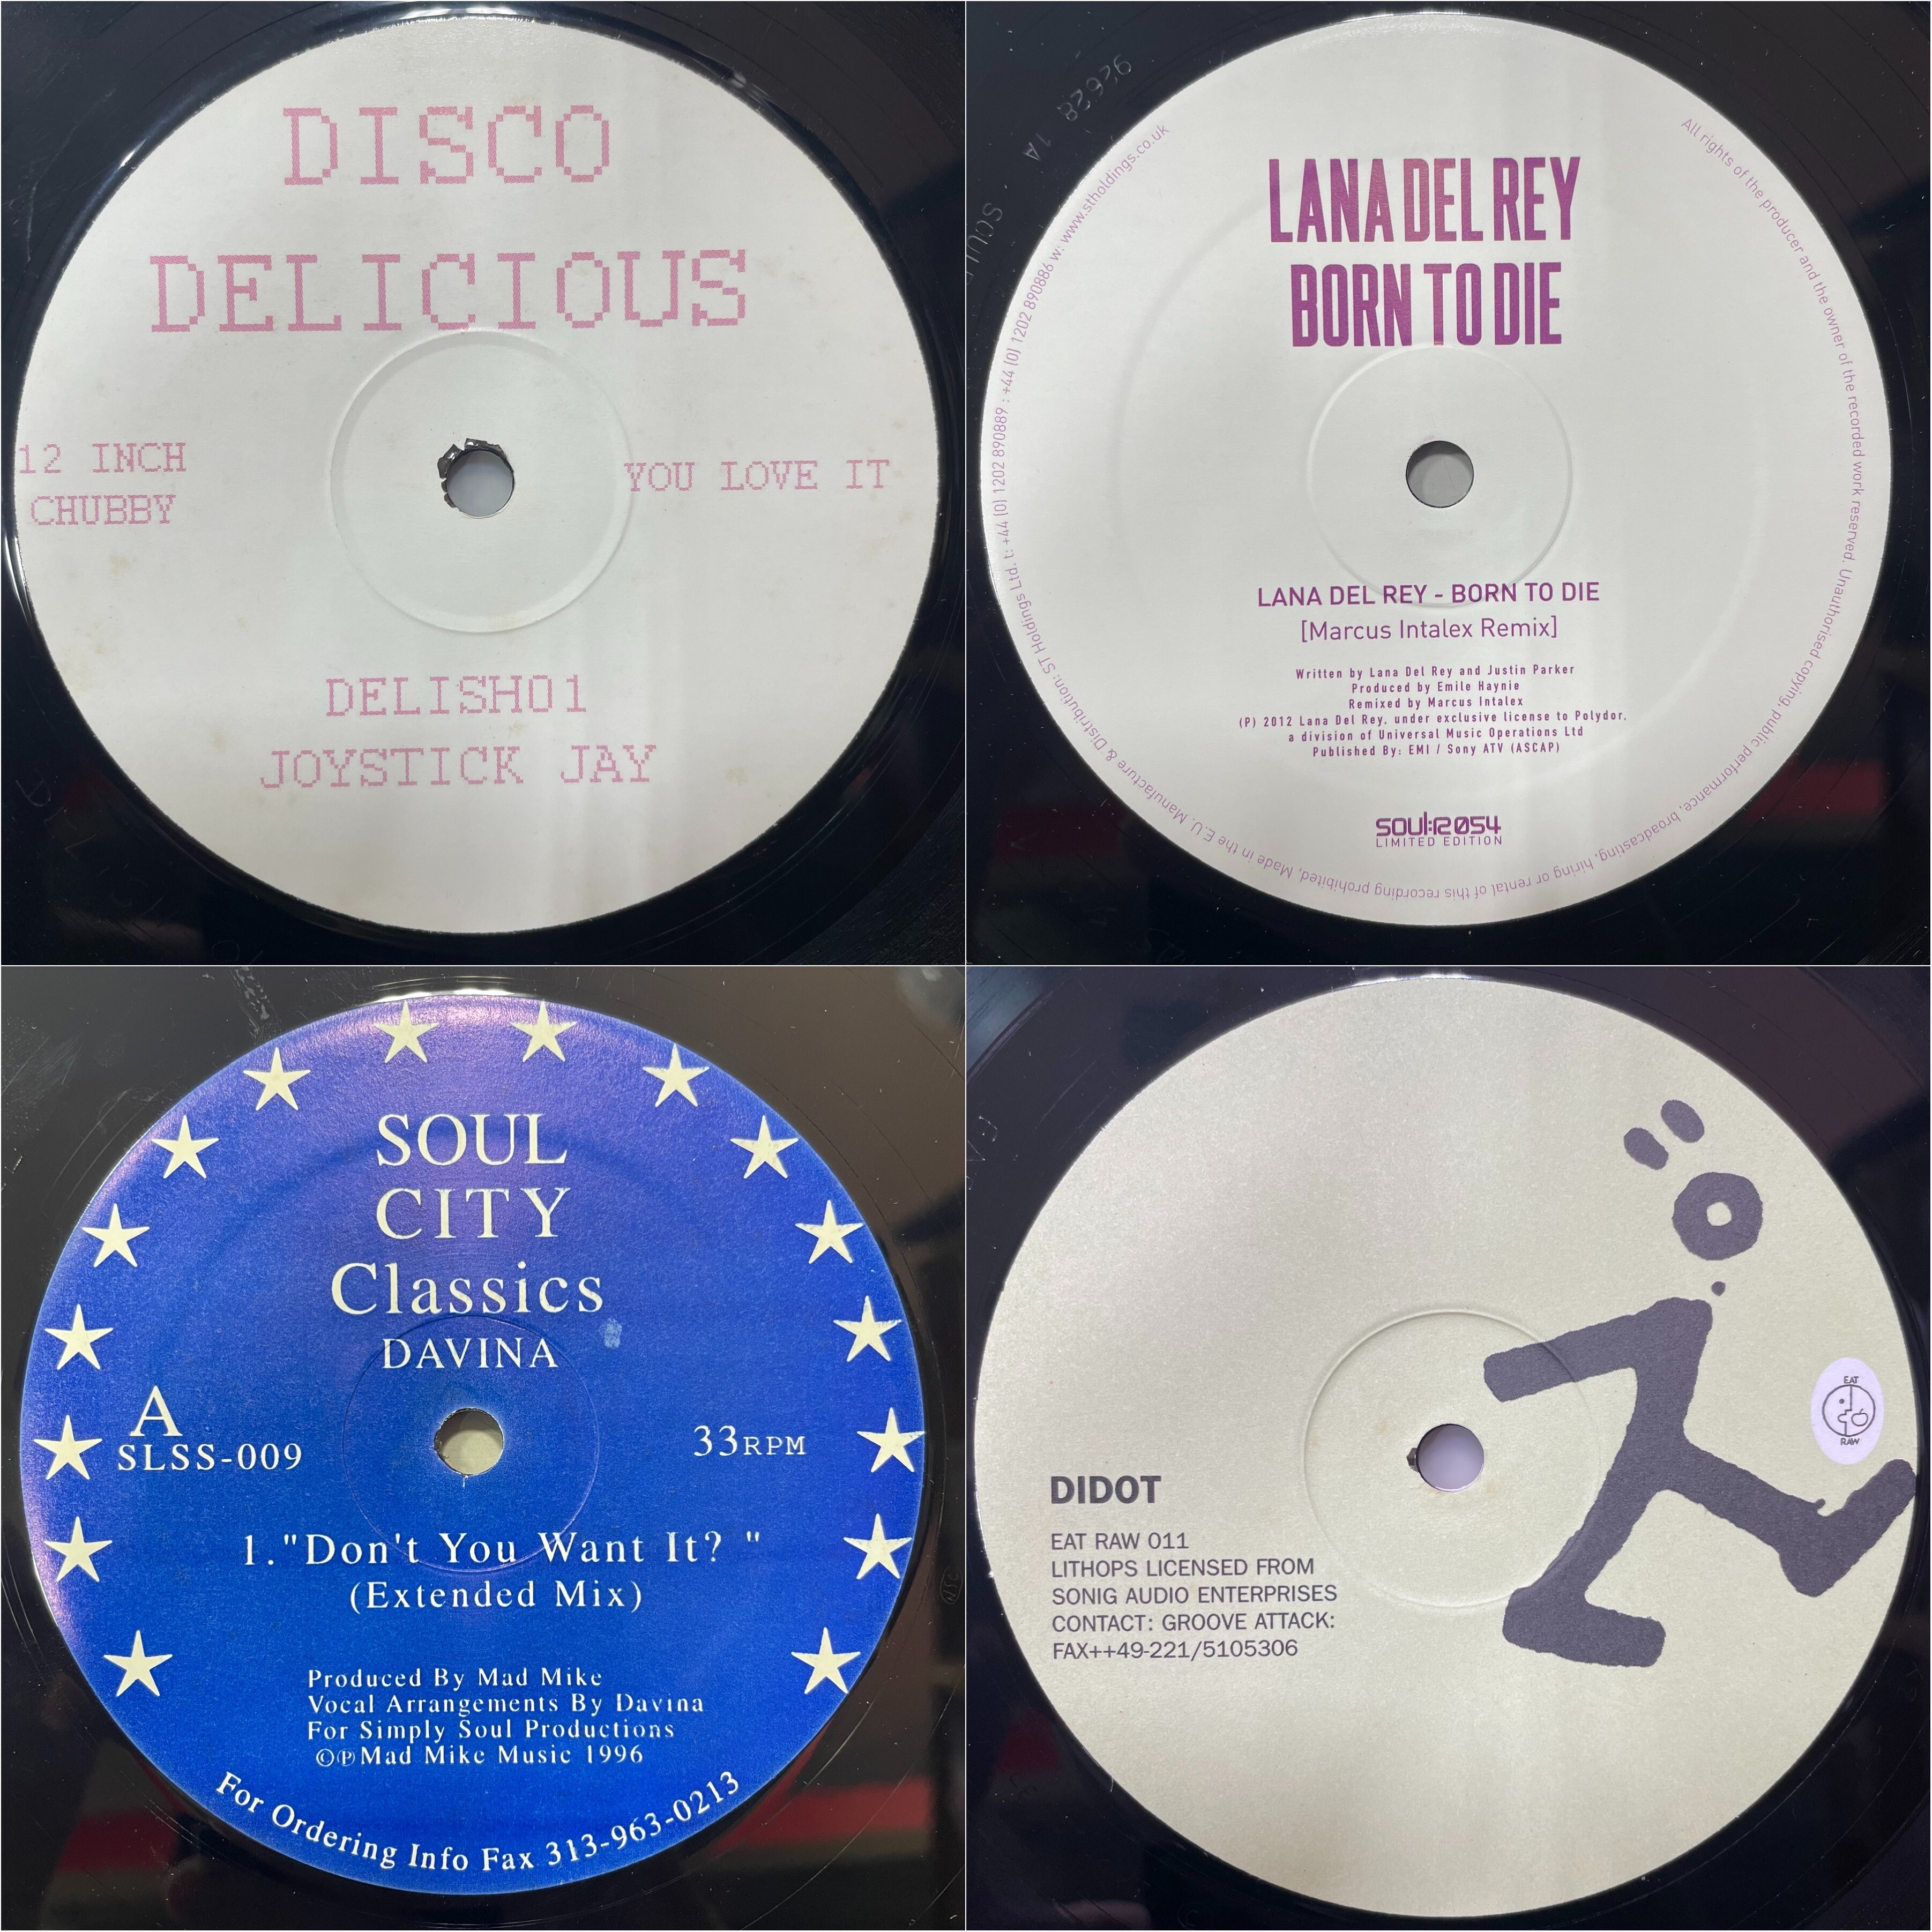 DISCO
DELICIOUS
12 INCH
CHUBBY
YOU LOVE IT
DELISH01
JOYSTICK JAY
92628 1A
LANA DEL REY
BORN TO DIE
LANA DEL REY - BORN TO DIE
[Marcus Intalex Remix]
Written by Lana Del Rey and Justin Parker
Produced by Emile Haynie
Remixed by Marcus Intalex
(P) 2012 Lana Del Rey, under exclusive license to Polydor,
a division of Universal Music Operations Ltd
Published By: EMI / Sony ATV (ASCAP)
SOUL:R 054
LIMITED EDITION
All rights of the producer and the owner of the recorded work reserved. Unauthorised copying, public performance, broadcasting, hiring or rental of this recording prohibited. Made in the E.U. Manufacture & Distribution: ST Holdings Ltd. t: +44 (0) 1202 890889 : +44 (0) 1202 890886 w: www.stholdings.co.uk
SOUL
CITY
Classics
DAVINA
A
SLSS-009
33RPM
1."Don't You Want It? "
(Extended Mix)
Produced By Mad Mike
Vocal Arrangements By Davina
For Simply Soul Productions
©℗Mad Mike Music 1996
For Ordering Info Fax 313-963-0213
EAT
RAW
DIDOT
EAT RAW 011
LITHOPS LICENSED FROM
SONIG AUDIO ENTERPRISES
CONTACT: GROOVE ATTACK:
FAX++49-221/5105306